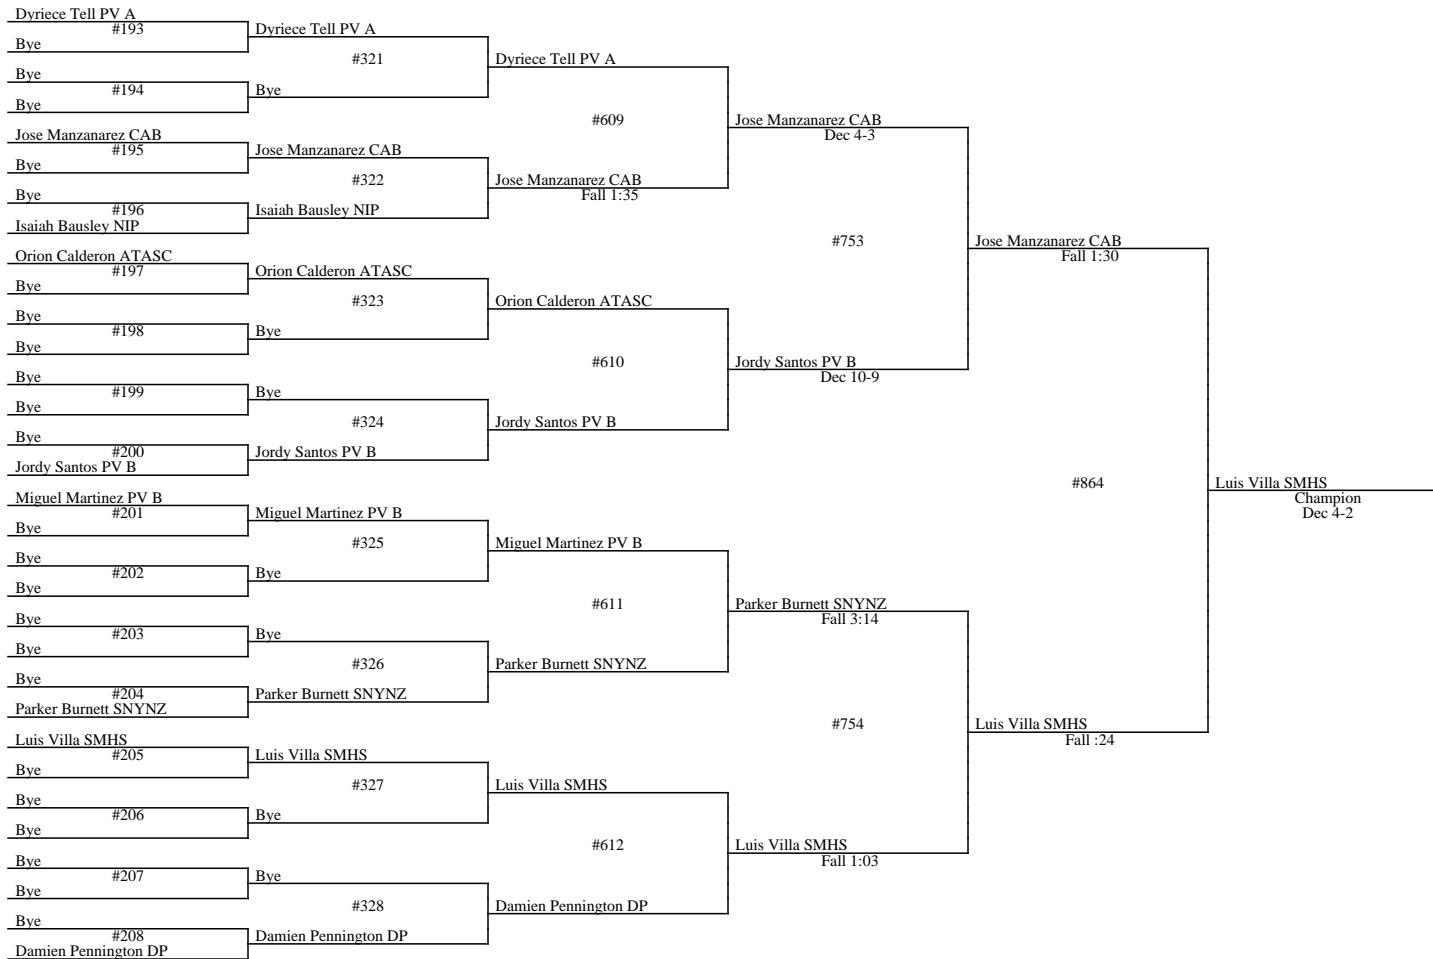 Dyriece Tell PV A
#193
Bye
Bye
#194
Bye
Jose Manzanarez CAB
#195
Bye
Bye
#196
Isaiah Bausley NIP
Orion Calderon ATASC
#197
Bye
Bye
#198
Bye
Bye
#199
Bye
Bye
#200
Jordy Santos PV B
Miguel Martinez PV B
#201
Bye
Bye
#202
Bye
Bye
#203
Bye
Bye
#204
Parker Burnett SNYNZ
Luis Villa SMHS
#205
Bye
Bye
#206
Bye
Bye
#207
Bye
Bye
#208
Damien Pennington DP
Dyriece Tell PV A
#321
Bye
Jose Manzanarez CAB
#322
Isaiah Bausley NIP
Orion Calderon ATASC
#323
Bye
Bye
#324
Jordy Santos PV B
Miguel Martinez PV B
#325
Bye
Bye
#326
Parker Burnett SNYNZ
Luis Villa SMHS
#327
Bye
Bye
#328
Damien Pennington DP
Dyriece Tell PV A
#609
Jose Manzanarez CAB
Fall 1:35
Orion Calderon ATASC
#610
Jordy Santos PV B
Miguel Martinez PV B
#611
Parker Burnett SNYNZ
Luis Villa SMHS
#612
Damien Pennington DP
Jose Manzanarez CAB
Dec 4-3
#753
Jordy Santos PV B
Dec 10-9
Parker Burnett SNYNZ
Fall 3:14
#754
Luis Villa SMHS
Fall 1:03
Jose Manzanarez CAB
Fall 1:30
#864
Luis Villa SMHS
Fall :24
Luis Villa SMHS
Champion
Dec 4-2